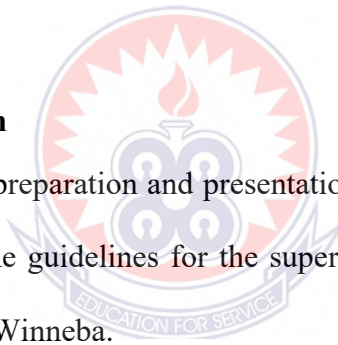 n
preparation and presentatio
e guidelines for the super
EDUCATION FOR SERVICE
Winneba.